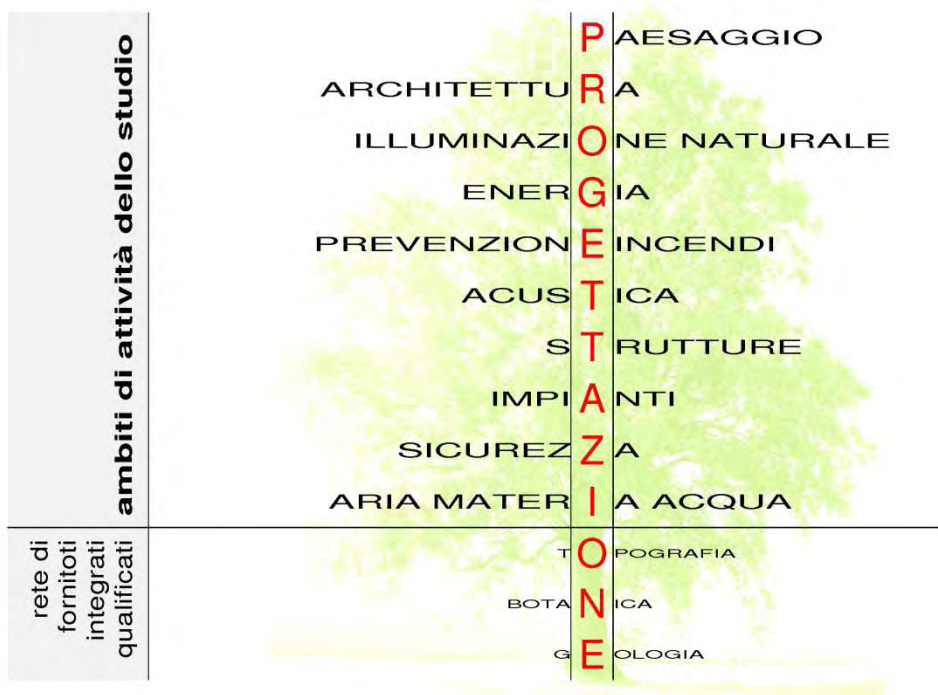 ambiti di attività dello studio
PAESAGGIO
ARCHITETTURA
ILLUMINAZIONE NATURALE
ENERGIA
PREVENZIONE INCENDI
ACUSTICA
STRUTTURE
IMPIANTI
SICUREZZA
ARIA MATERIA ACQUA
rete di
fornitoti
integrati
qualificati
TOPOGRAFIA
BOTANICA
GEOLOGIA